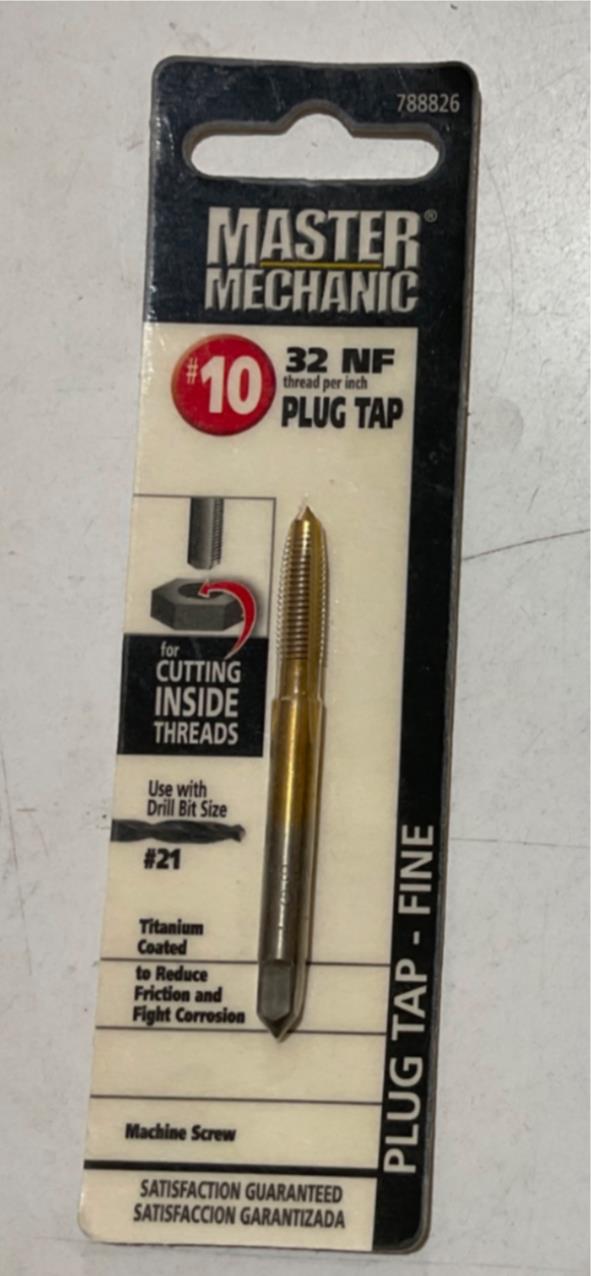 788826
MASTER®
MECHANIC
#10
32 NF
thread per inch
PLUG TAP
for
CUTTING
INSIDE
THREADS
Use with
Drill Bit Size
#21
Titanium
Coated
to Reduce
Friction and
Fight Corrosion
Machine Screw
SATISFACTION GUARANTEED
SATISFACCION GARANTIZADA
PLUG TAP - FINE